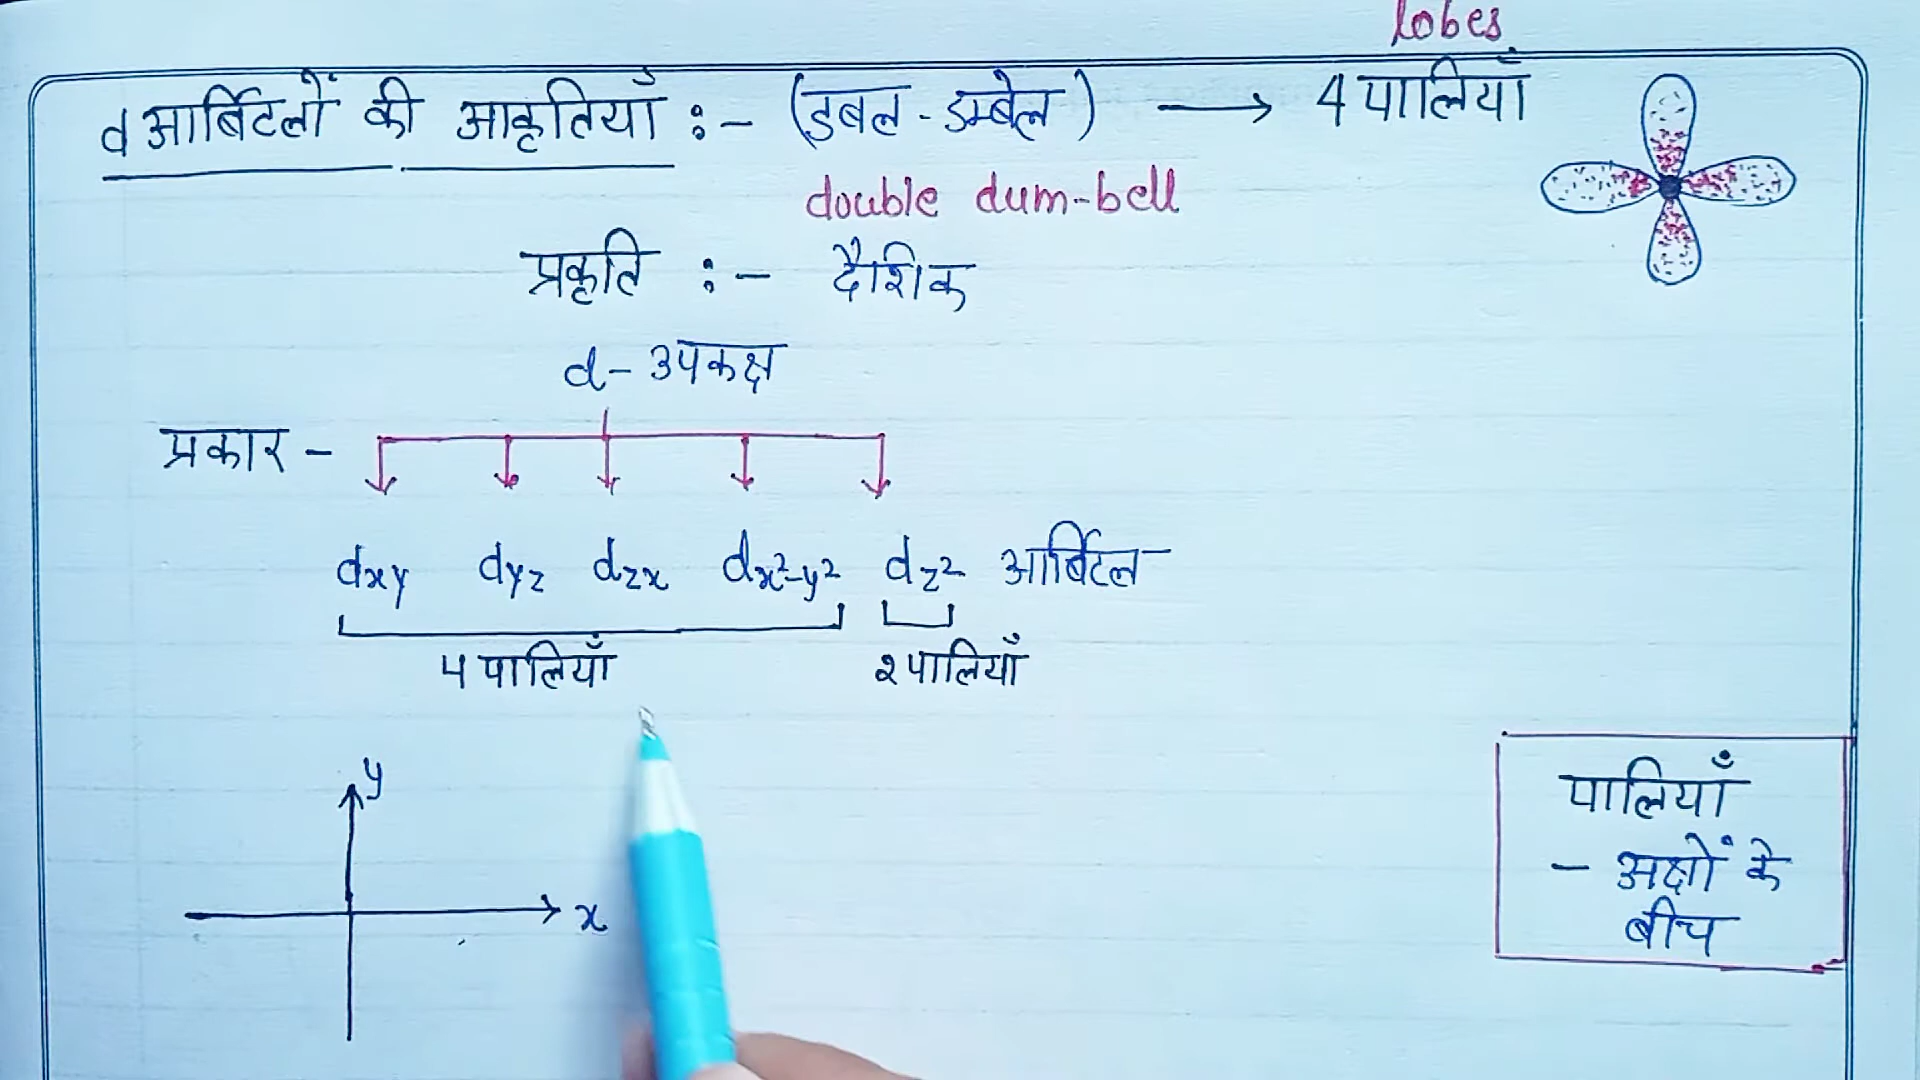 lobes
d आर्बिटलों की आकृतियाँ :- (डबल-डम्बेल) → 4 पालियाँ
double dum-bell
प्रकृति :- दैशिक
d-उपकक्ष
प्रकार -
dxy dyz dzx dx²-y² dz² आर्बिटल
4 पालियाँ २ पालियाँ
y
x
पालियाँ
- अक्षों के
बीच